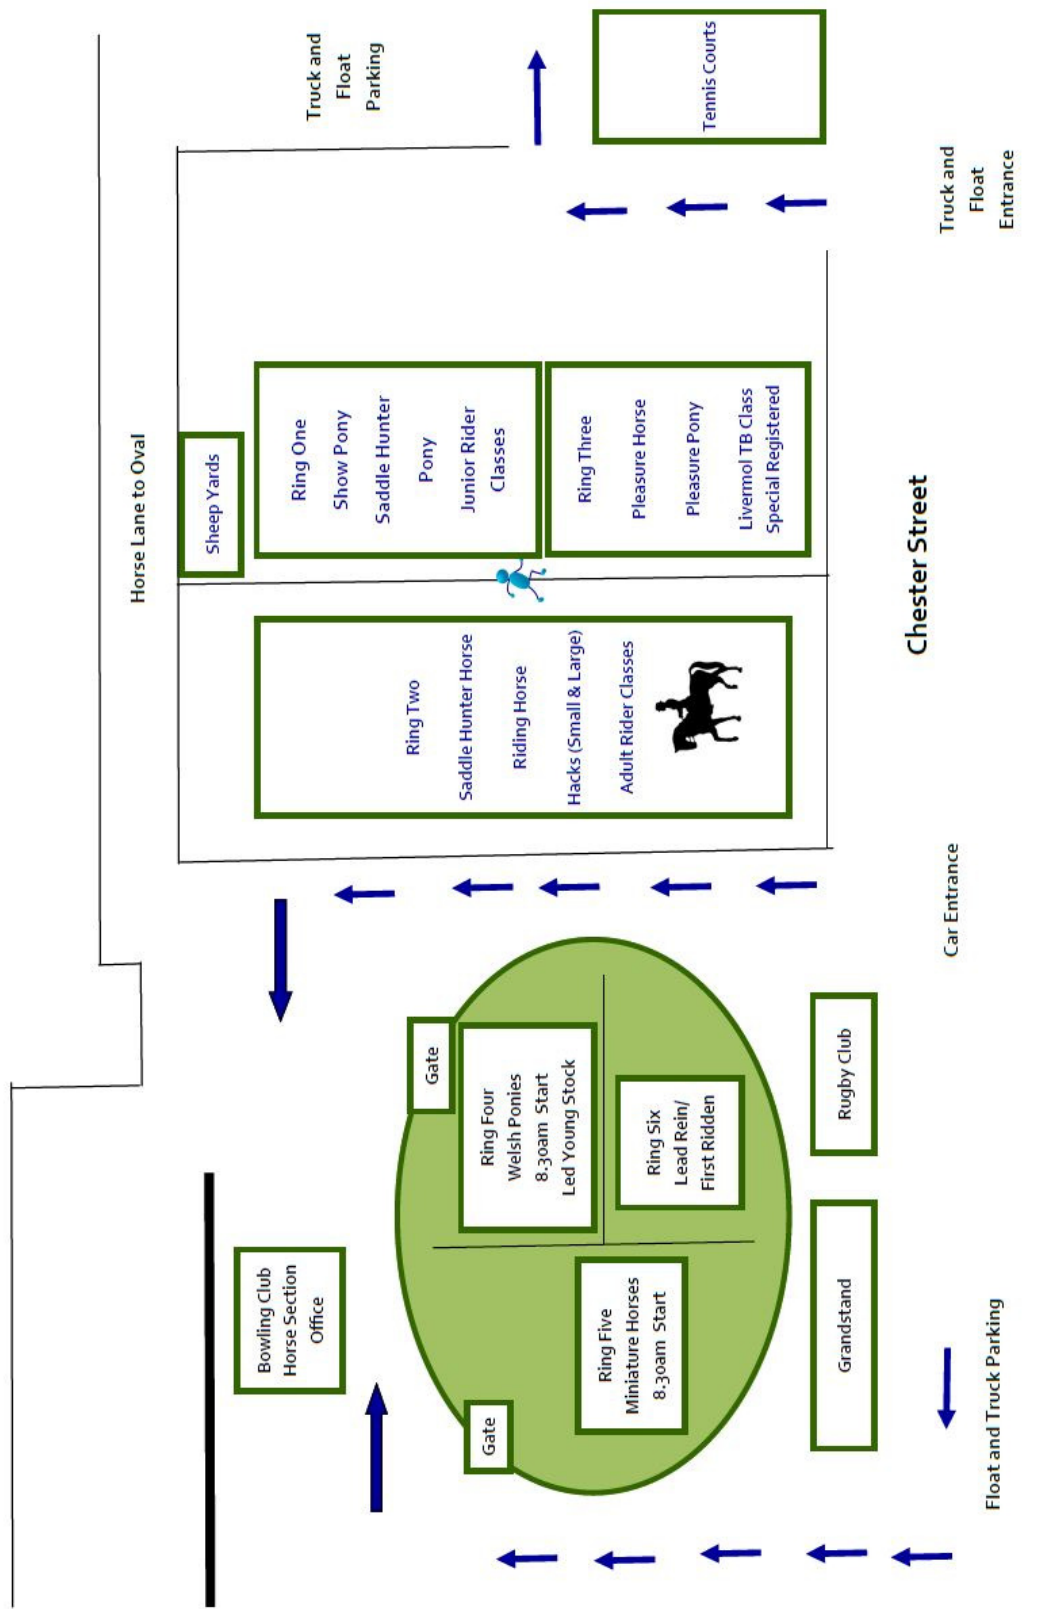 Truck and
Float
Parking
Tennis Courts
Truck and
Float
Entrance
Horse Lane to Oval
Sheep Yards
Ring One
Show Pony
Saddle Hunter
Pony
Junior Rider
Classes
Ring Three
Pleasure Horse
Pleasure Pony
Livermol TB Class
Special Registered
Chester Street
Ring Two
Saddle Hunter Horse
Riding Horse
Hacks (Small & Large)
Adult Rider Classes
Car Entrance
Gate
Ring Four
Welsh Ponies
8.30am Start
Led Young Stock
Ring Six
Lead Rein/
First Ridden
Rugby Club
Bowling Club
Horse Section
Office
Ring Five
Miniature Horses
8.30am Start
Gate
Grandstand
Float and Truck Parking